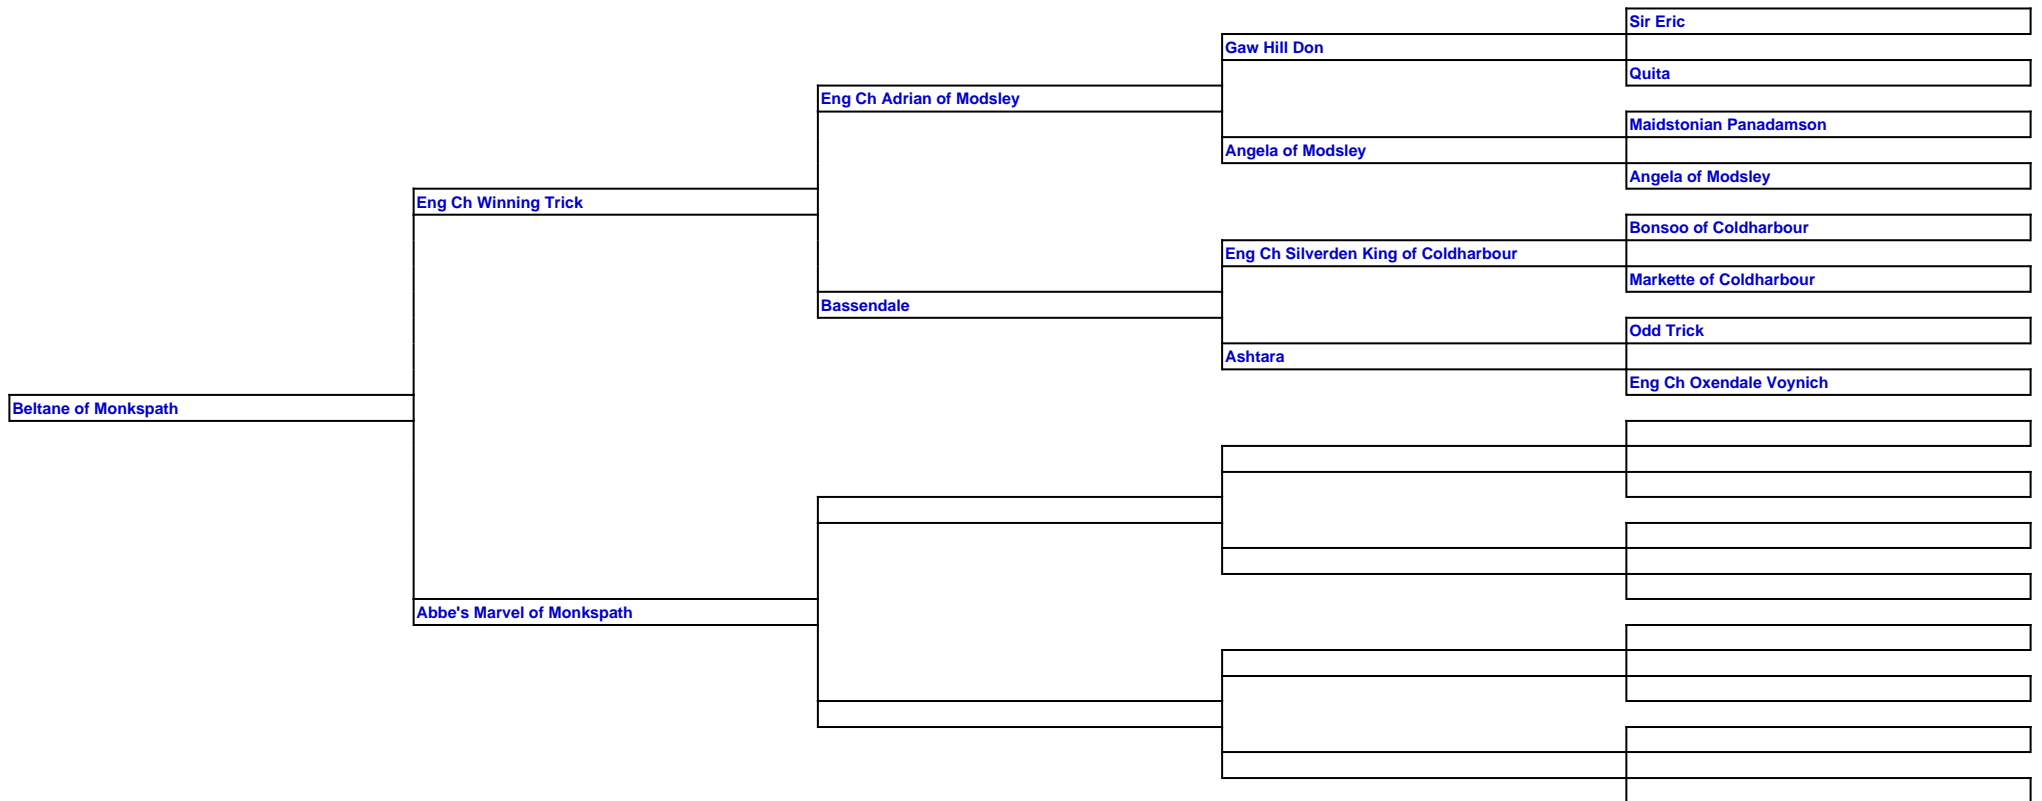 Sir Eric
Gaw Hill Don
Quita
Eng Ch Adrian of Modsley
Maidstonian Panadamson
Angela of Modsley
Angela of Modsley
Eng Ch Winning Trick
Bonsoo of Coldharbour
Eng Ch Silverden King of Coldharbour
Markette of Coldharbour
Bassendale
Odd Trick
Ashtara
Eng Ch Oxendale Voynich
Beltane of Monkspath
Abbe's Marvel of Monkspath